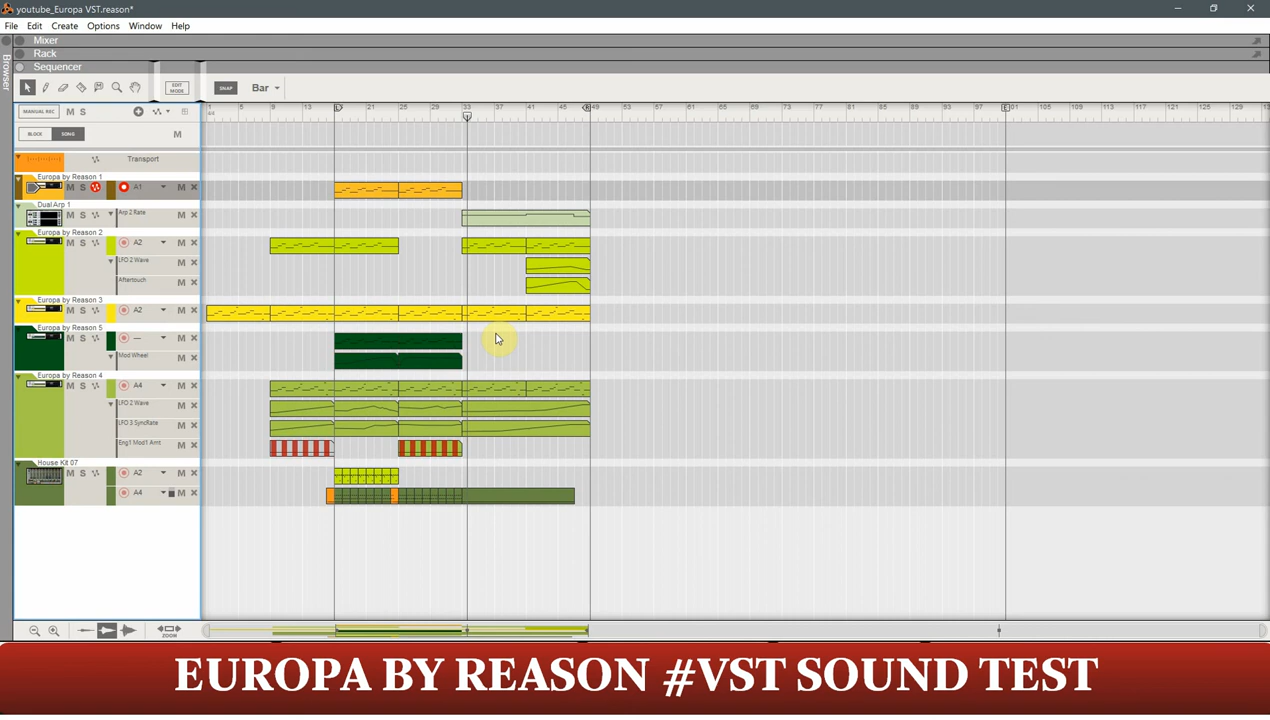 youtube_Europa VST.reason*
File Edit Create Options Window Help
Mixer
Rack
Sequencer
Browser
EDIT MODE SNAP Bar
MANUAL REC M S
1 5 9 13 L 21 25 29 37 41 45 R 49 53 57 61 65 69 73 77 81 85 89 93 97 E 101 105 109 113 117 121 125 129
BLOCK SONG M
Transport
Europa by Reason 1
M S A1 M
Dual Arp 1
M S Arp 2 Rate M
Europa by Reason 2
M S A2 M
LFO 2 Wave M
Aftertouch M
Europa by Reason 3
M S A2 M
Europa by Reason 5
M S — M
Mod Wheel M
Europa by Reason 4
M S A4 M
LFO 2 Wave M
LFO 3 SyncRate M
Eng1 Mod1 Amt M
House Kit 07
M S A2 M
A4 M
ZOOM
EUROPA BY REASON #VST SOUND TEST